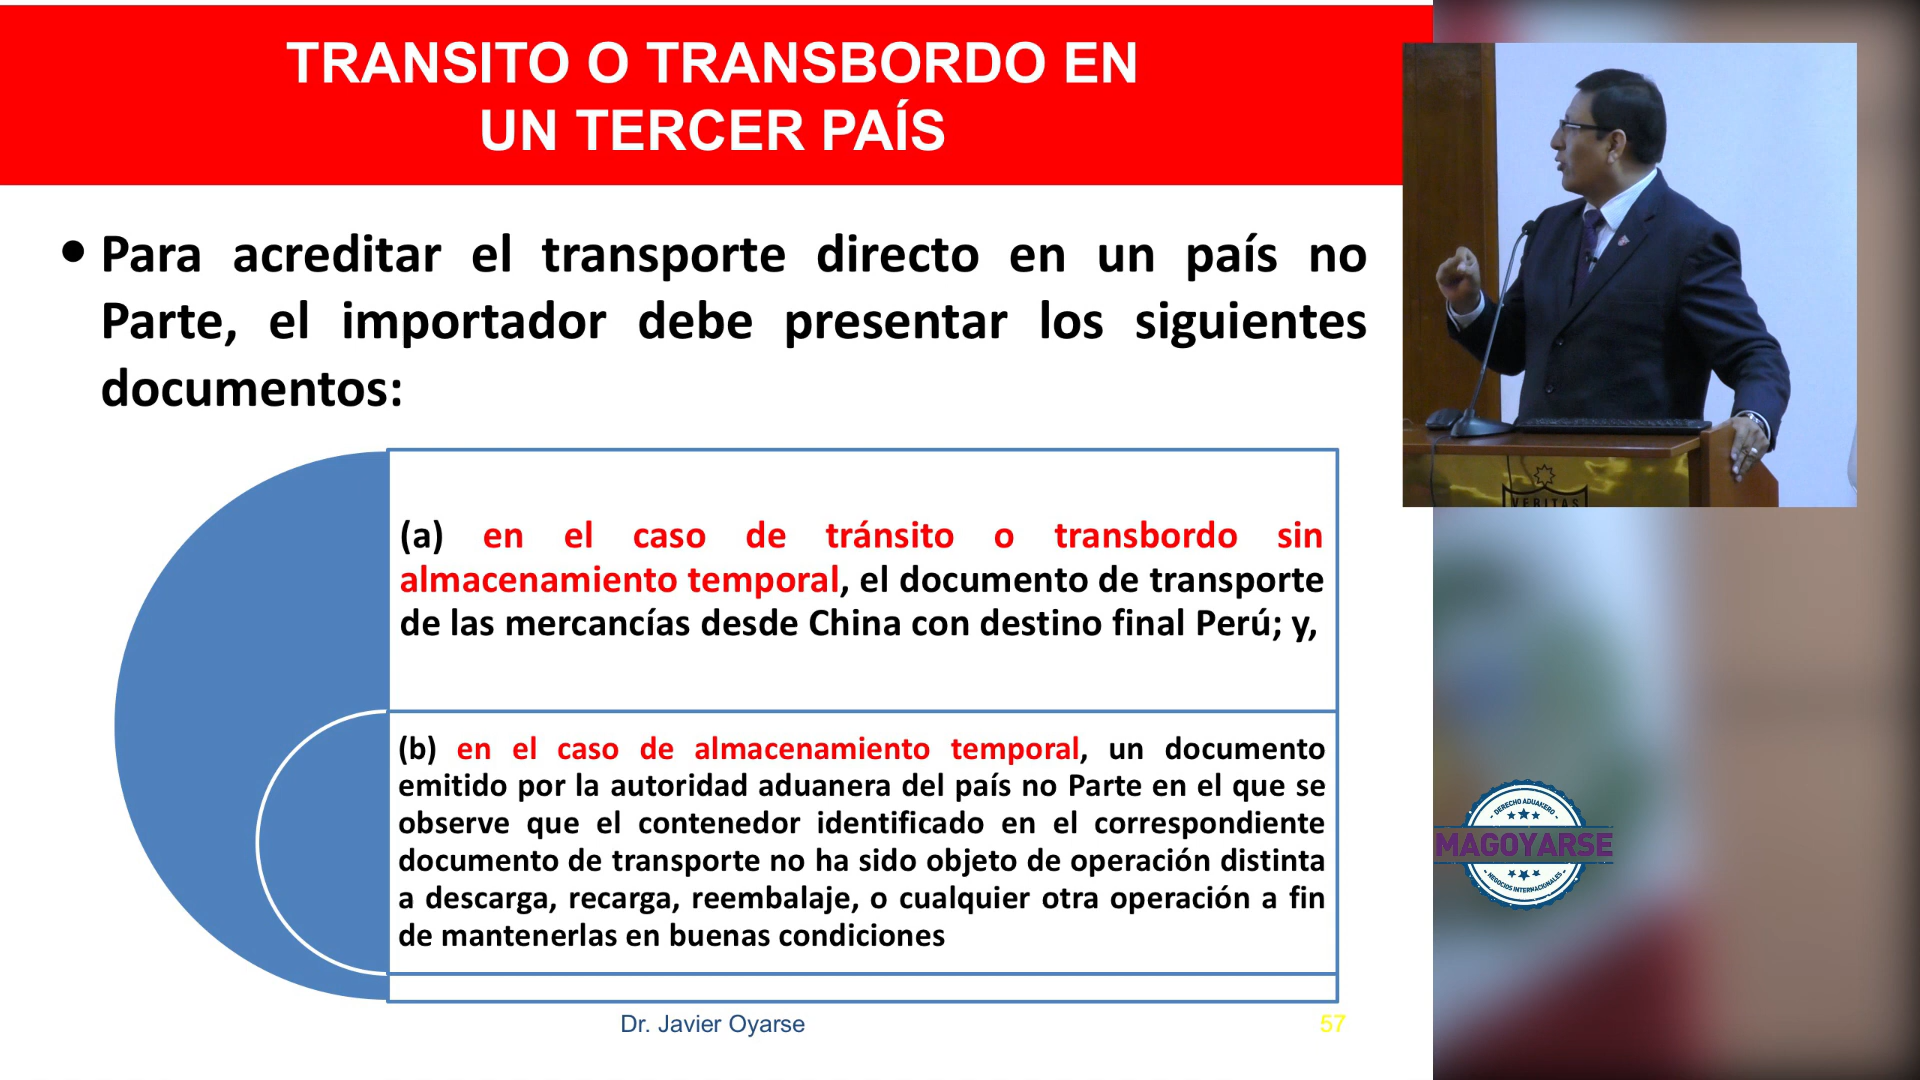 TRANSITO O TRANSBORDO EN
UN TERCER PAÍS
• Para acreditar el transporte directo en un país no
Parte, el importador debe presentar los siguientes
documentos:
(a) en el caso de tránsito o transbordo sin
almacenamiento temporal, el documento de transporte
de las mercancías desde China con destino final Perú; y,
(b) en el caso de almacenamiento temporal, un documento
emitido por la autoridad aduanera del país no Parte en el que se
observe que el contenedor identificado en el correspondiente
documento de transporte no ha sido objeto de operación distinta
a descarga, recarga, reembalaje, o cualquier otra operación a fin
de mantenerlas en buenas condiciones
Dr. Javier Oyarse
57
VERITAS
DERECHO ADUANERO
MAGOYARSE
NEGOCIOS INTERNACIONALES